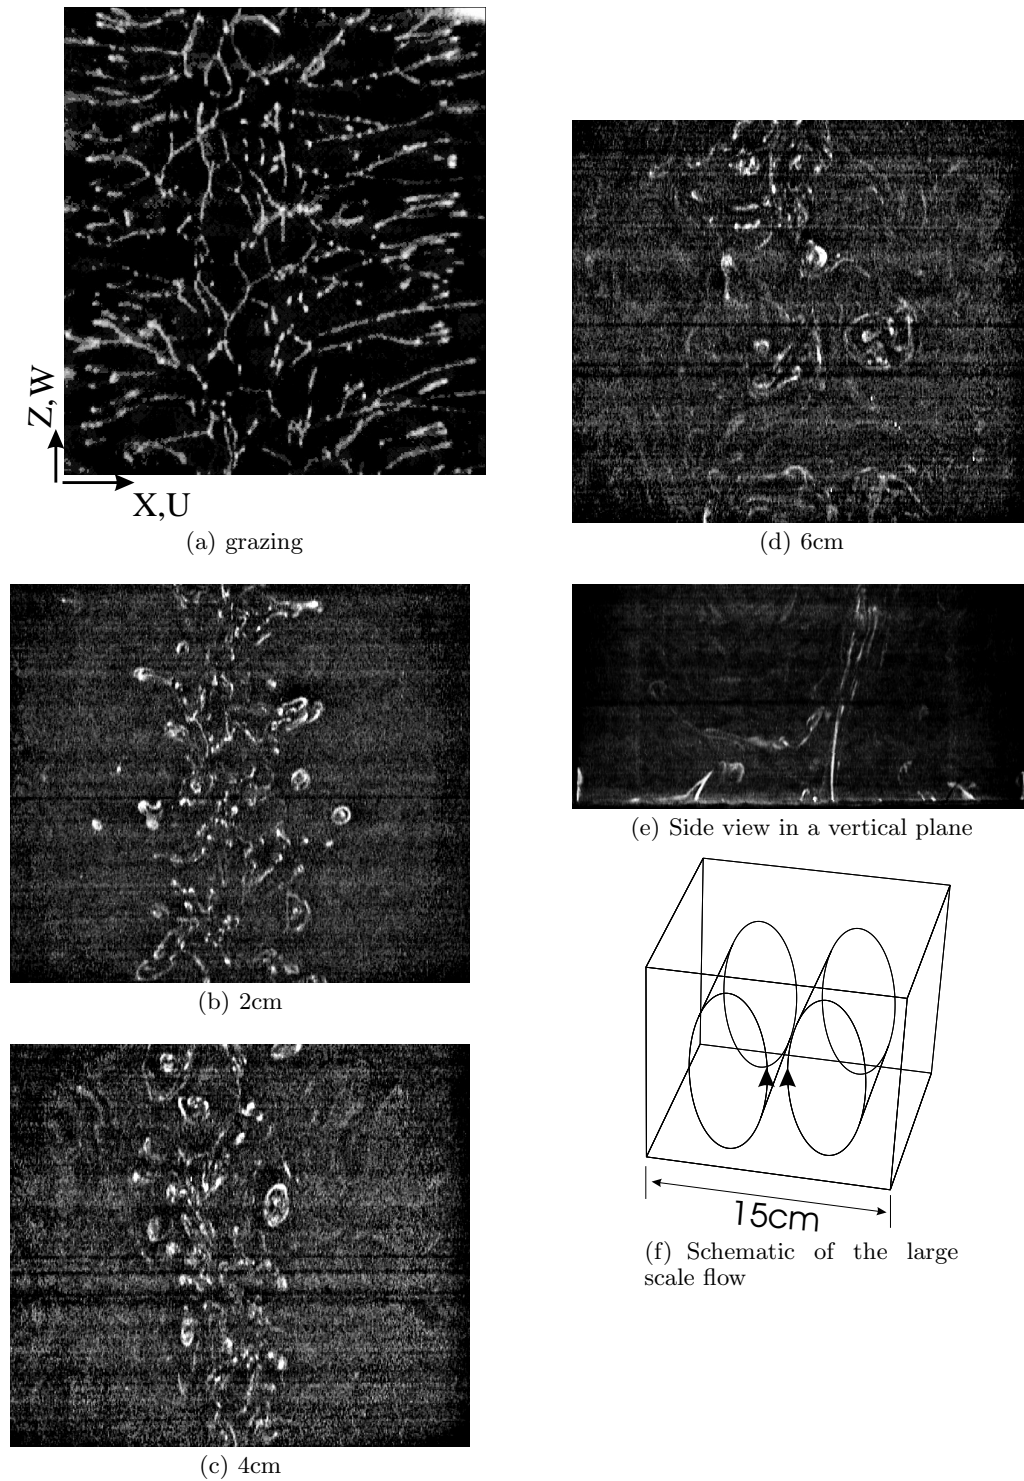 Z,W
X,U
(a) grazing
(b) 2cm
(c) 4cm
(d) 6cm
(e) Side view in a vertical plane
15cm
(f) Schematic of the large
scale flow